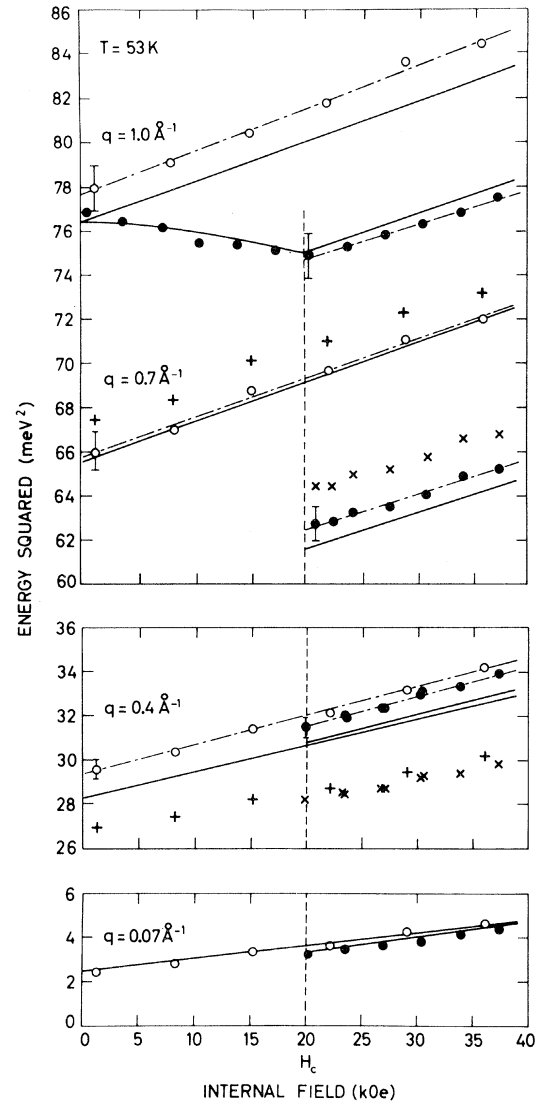 86
T = 53 K
84
82
q = 1.0 Å⁻¹
80
78
76
74
72
70
q = 0.7 Å⁻¹
68
66
64
62
60
ENERGY SQUARED (meV²)
36
34
q = 0.4 Å⁻¹
32
30
28
26
6
4
q = 0.07 Å⁻¹
2
0
0 5 10 15 20 25 30 35 40
H_c
INTERNAL FIELD (kOe)